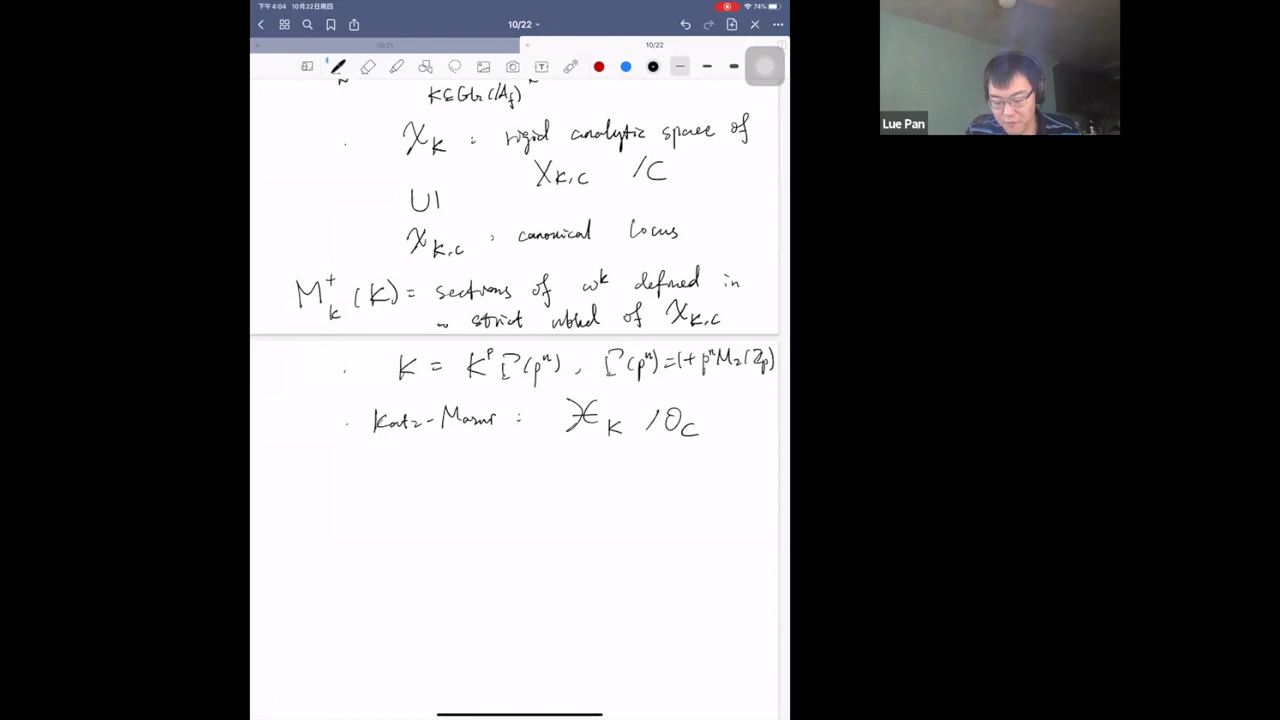 下午4:04 10月22日周四
74%
10/22
10/21
10/22
K⊆GL₂(𝔸_f)
𝒳_K : rigid analytic space of
X_{K,C} /C
∪|
𝒳_{K,c} , canonical locus
M_k^†(K) = sections of ω^k defined in
strict nbhd of 𝒳_{K,c}
. K = K^p Γ(p^n) , Γ(p^n) = 1+p^n M₂(ℤ_p)
. Katz-Mazur : 𝔛_K /O_C
Lue Pan